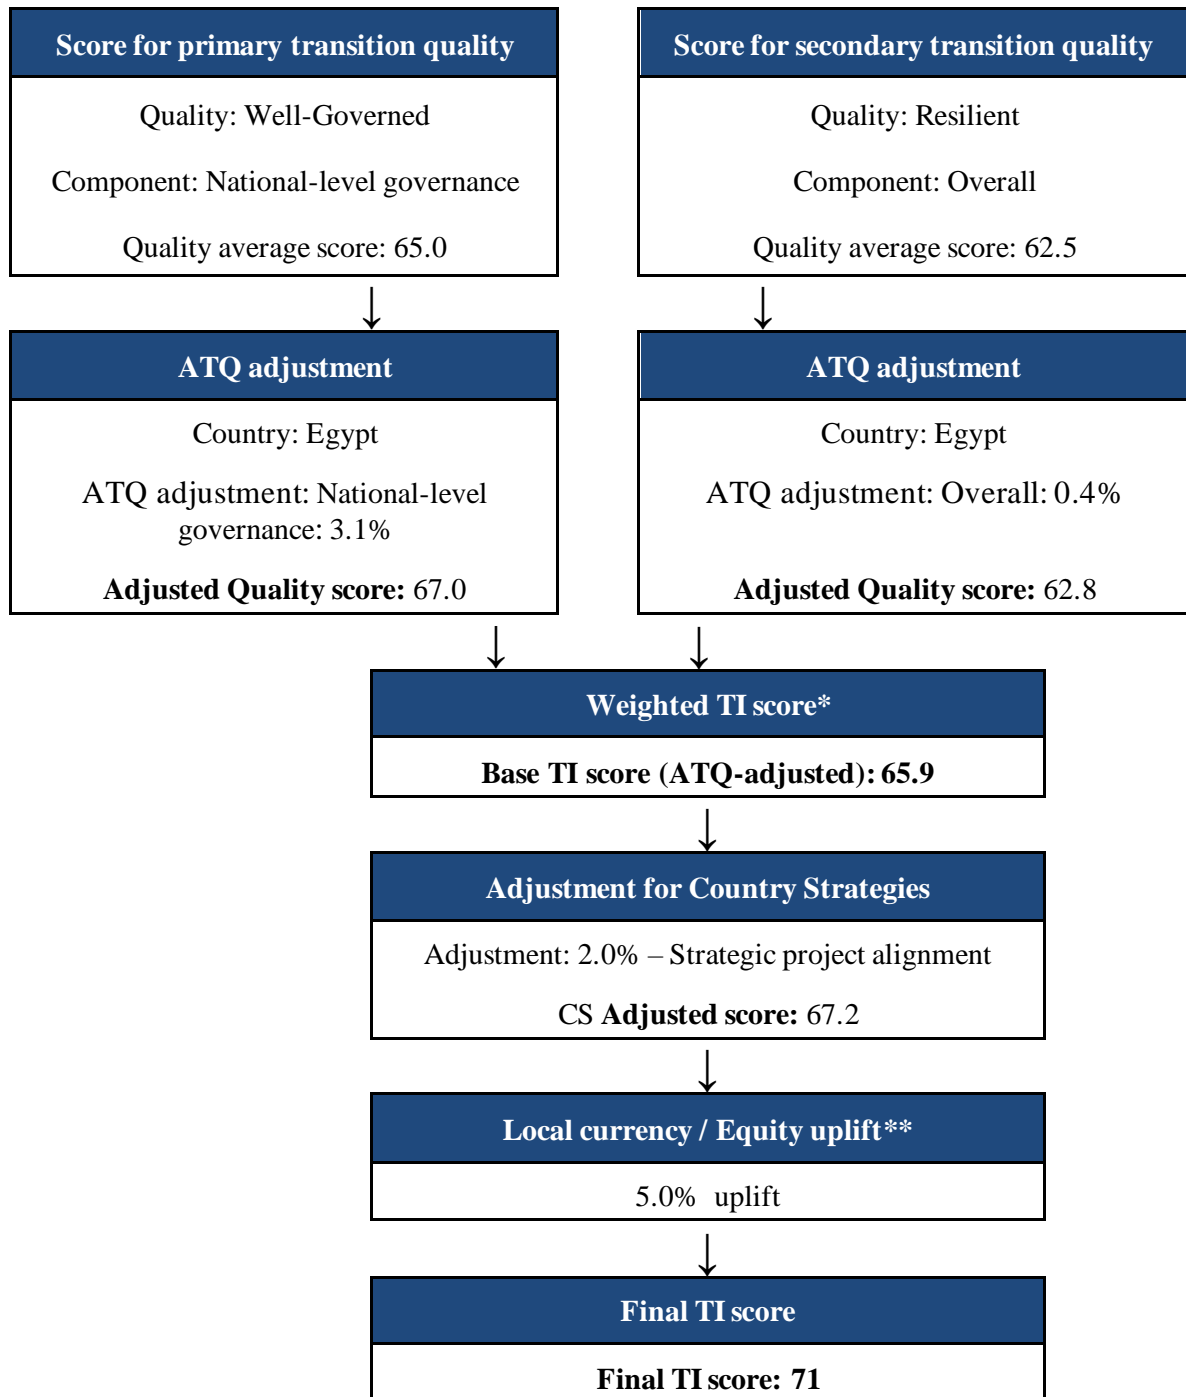 Score for primary transition quality
Quality: Well-Governed
Component: National-level governance
Quality average score: 65.0
Score for secondary transition quality
Quality: Resilient
Component: Overall
Quality average score: 62.5
ATQ adjustment
Country: Egypt
ATQ adjustment: National-level
governance: 3.1%
Adjusted Quality score: 67.0
ATQ adjustment
Country: Egypt
ATQ adjustment: Overall: 0.4%
Adjusted Quality score: 62.8
Weighted TI score*
Base TI score (ATQ-adjusted): 65.9
Adjustment for Country Strategies
Adjustment: 2.0% – Strategic project alignment
CS Adjusted score: 67.2
Local currency / Equity uplift**
5.0% uplift
Final TI score
Final TI score: 71